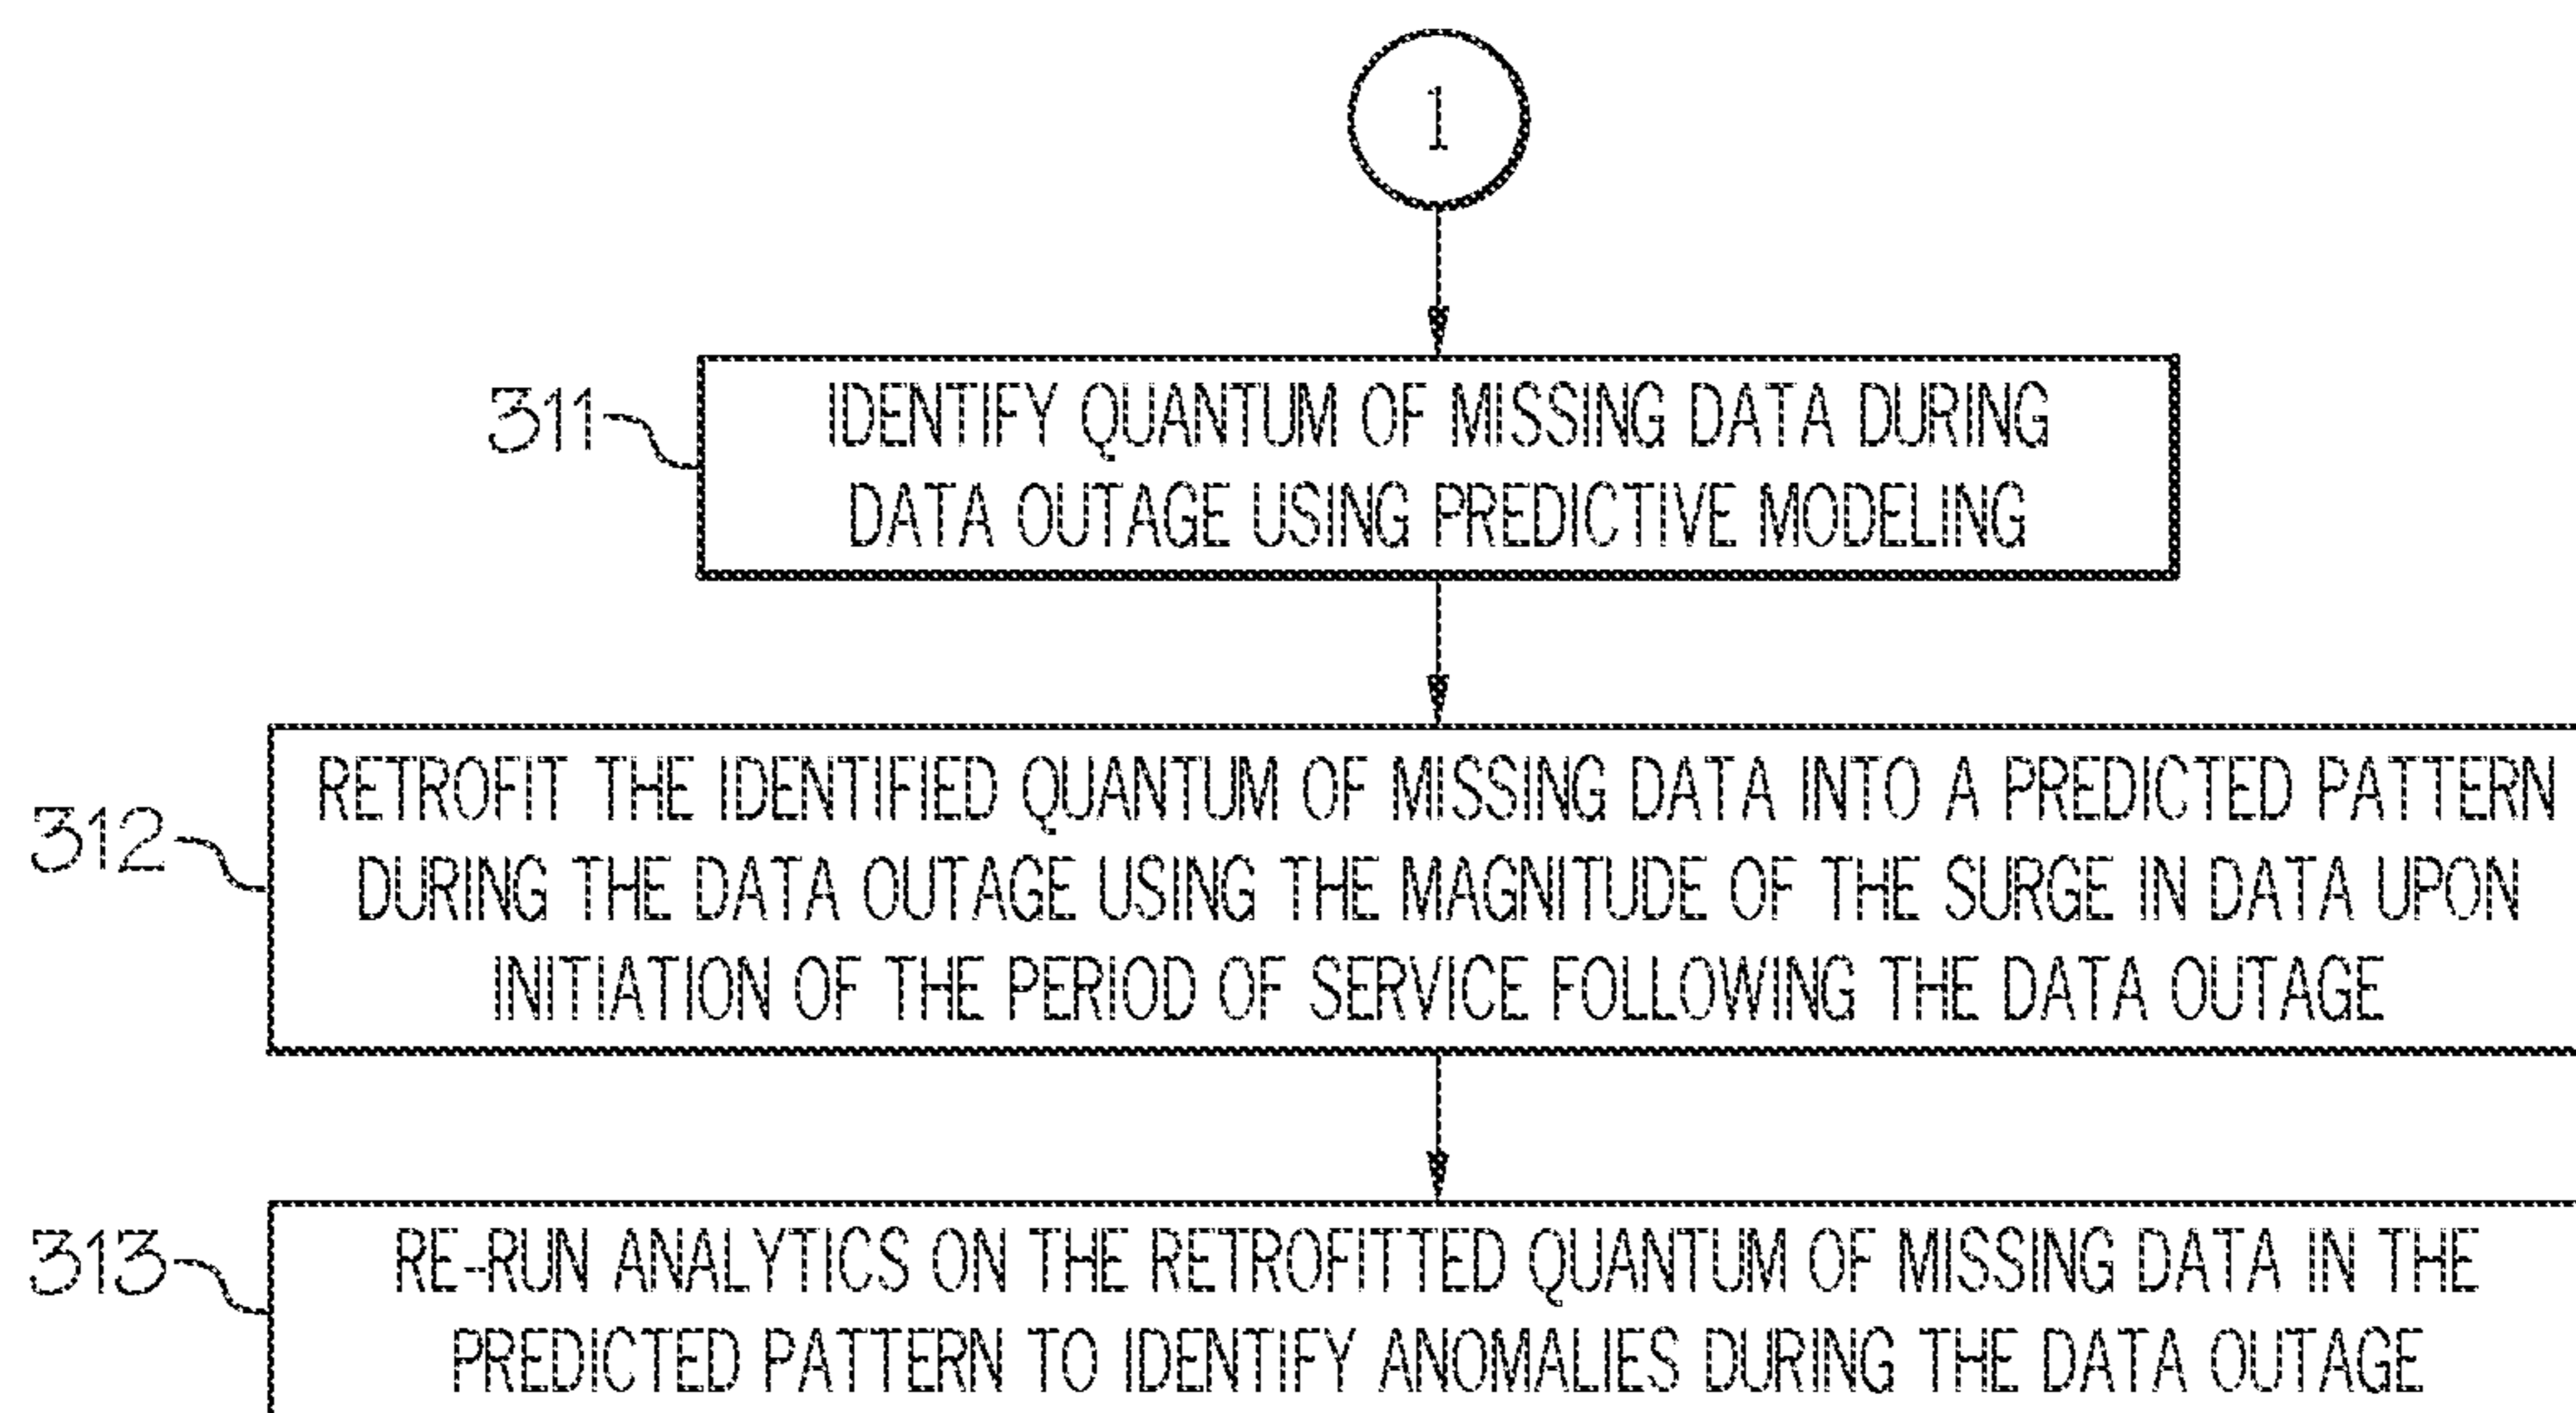 1
311
IDENTIFY QUANTUM OF MISSING DATA DURING
DATA OUTAGE USING PREDICTIVE MODELING
312
RETROFIT THE IDENTIFIED QUANTUM OF MISSING DATA INTO A PREDICTED PATTERN
DURING THE DATA OUTAGE USING THE MAGNITUDE OF THE SURGE IN DATA UPON
INITIATION OF THE PERIOD OF SERVICE FOLLOWING THE DATA OUTAGE
313
RE-RUN ANALYTICS ON THE RETROFITTED QUANTUM OF MISSING DATA IN THE
PREDICTED PATTERN TO IDENTIFY ANOMALIES DURING THE DATA OUTAGE